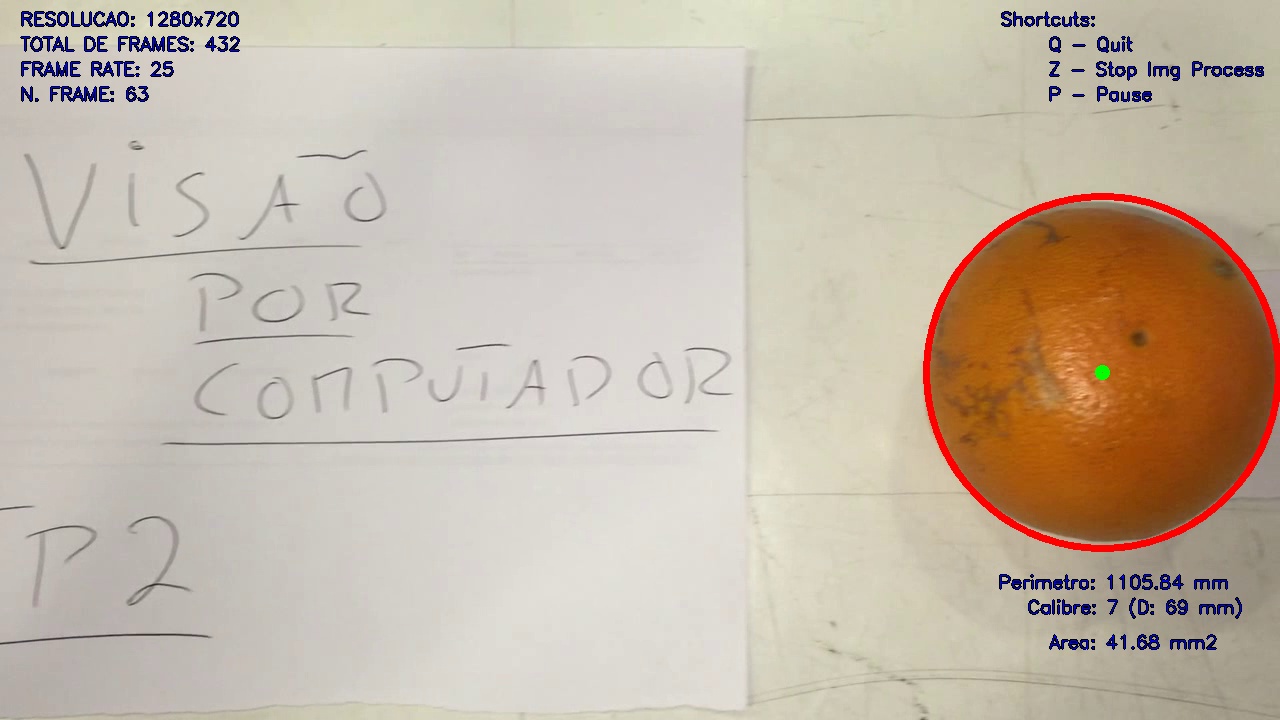 RESOLUCAO: 1280x720
TOTAL DE FRAMES: 432
FRAME RATE: 25
N. FRAME: 63
Shortcuts:
Q - Quit
Z - Stop Img Process
P - Pause
VISÃO
POR
COMPUTADOR
TP2
Perimetro: 1105.84 mm
Calibre: 7 (D: 69 mm)
Area: 41.68 mm2